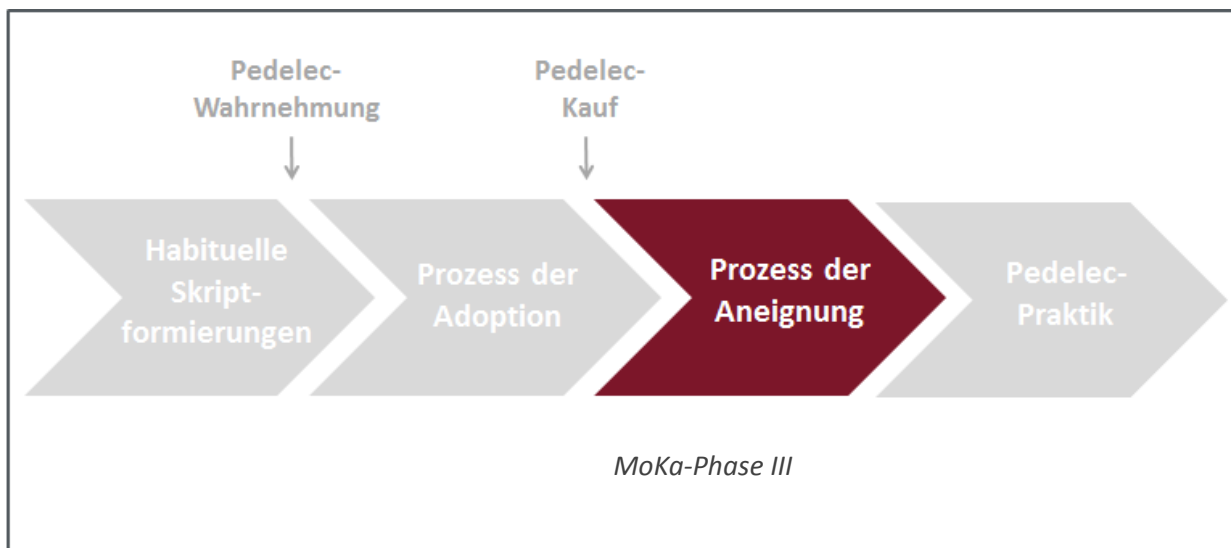 Pedelec-
Wahrnehmung
Pedelec-
Kauf
Habituelle
Skript-
formierungen
Prozess der
Adoption
Prozess der
Aneignung
Pedelec-
Praktik
MoKa-Phase III